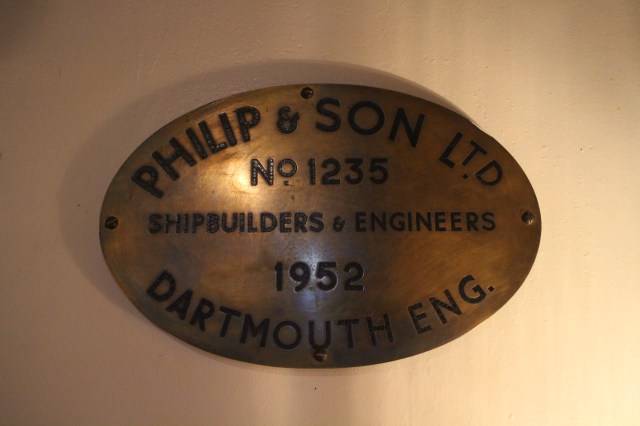 PHILIP & SON LTD
No 1235
SHIPBUILDERS & ENGINEERS
1952
DARTMOUTH ENG.